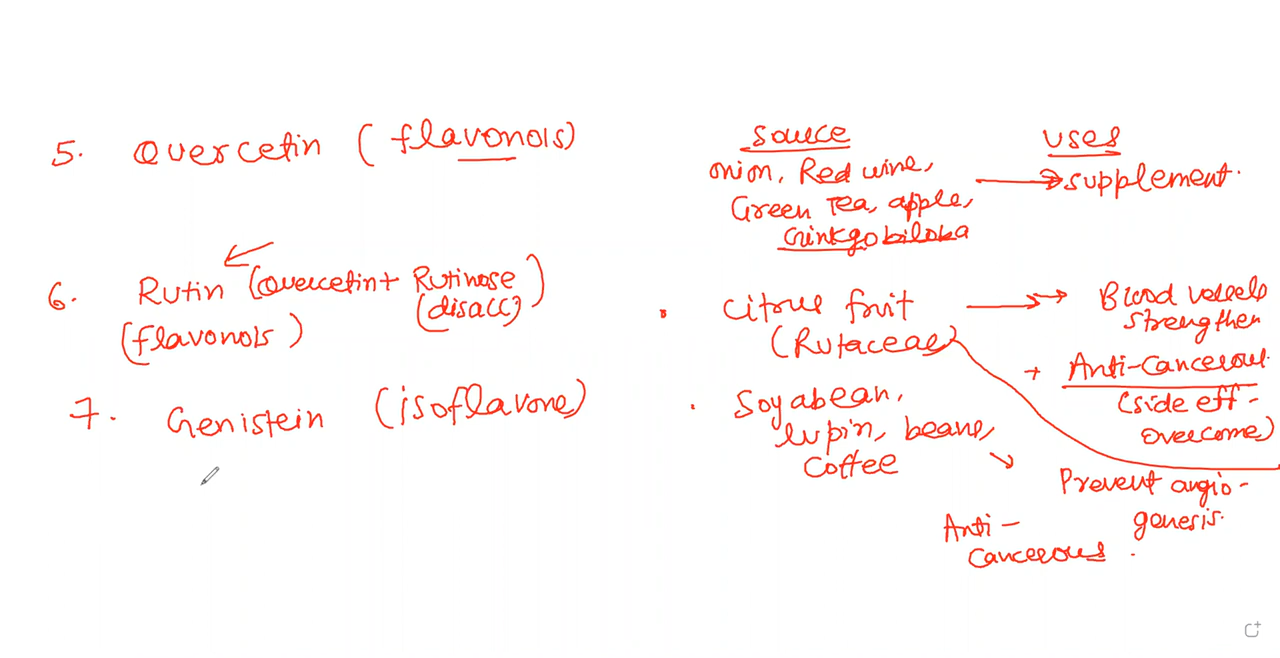 Source
Uses
5. Quercetin (flavonols)
onion, Red wine,
Green Tea, apple,
Ginkgo biloba
→ supplement.
6. Rutin (Quercetin + Rutinose
(disacc))
(flavonols)
Citrus fruit
(Rutaceae)
Blood vessels
strengthen
+ Anti-Cancerous
(side eff-
overcome)
7. Genistein (isoflavone)
Soyabean,
lupin, beans,
Coffee
Prevent angio-
genesis.
Anti-
Cancerous.